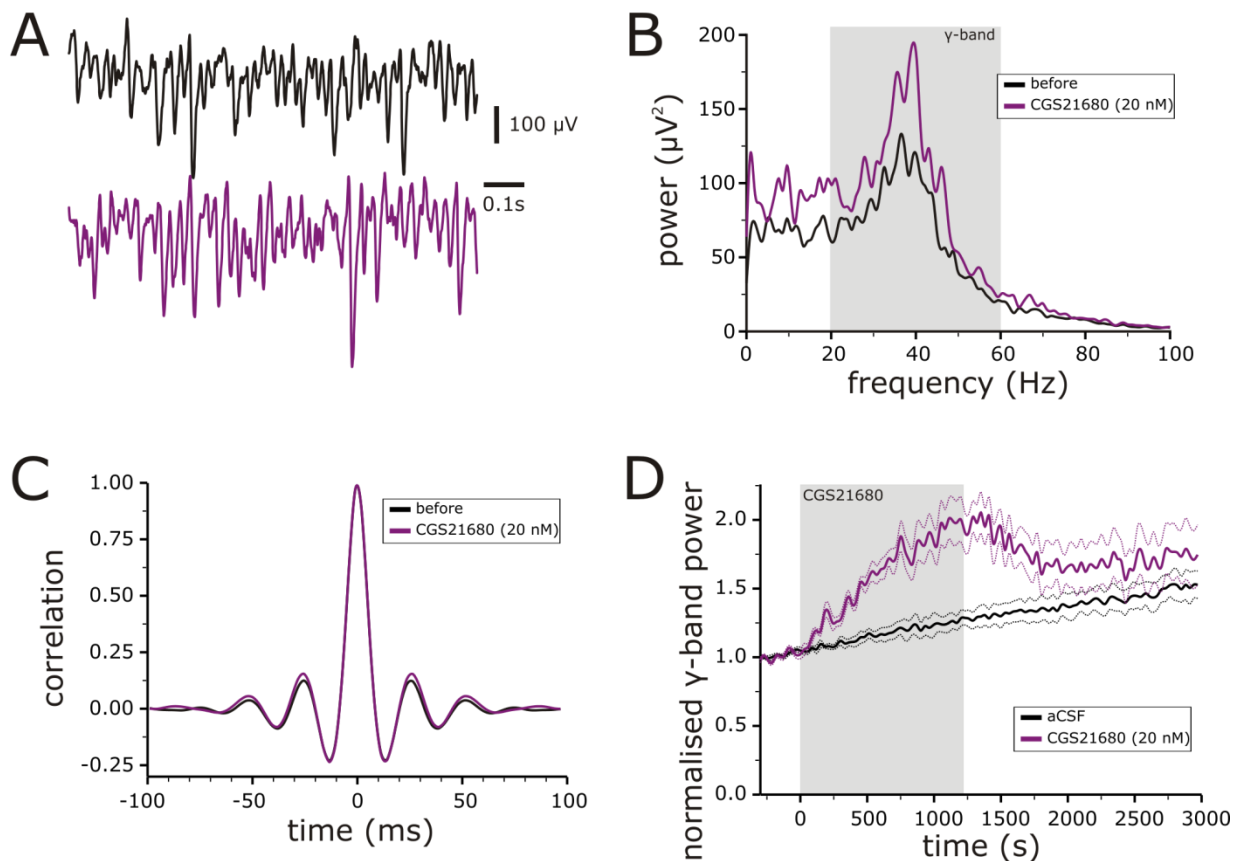 A
100 µV
0.1s
B
power (µV²)
200
150
100
50
0
γ-band
before
CGS21680 (20 nM)
0 20 40 60 80 100
frequency (Hz)
C
correlation
1.00
0.75
0.50
0.25
0.00
-0.25
before
CGS21680 (20 nM)
-100 -50 0 50 100
time (ms)
D
normalised γ-band power
2.0
1.5
1.0
0.5
0.0
CGS21680
aCSF
CGS21680 (20 nM)
0 500 1000 1500 2000 2500 3000
time (s)